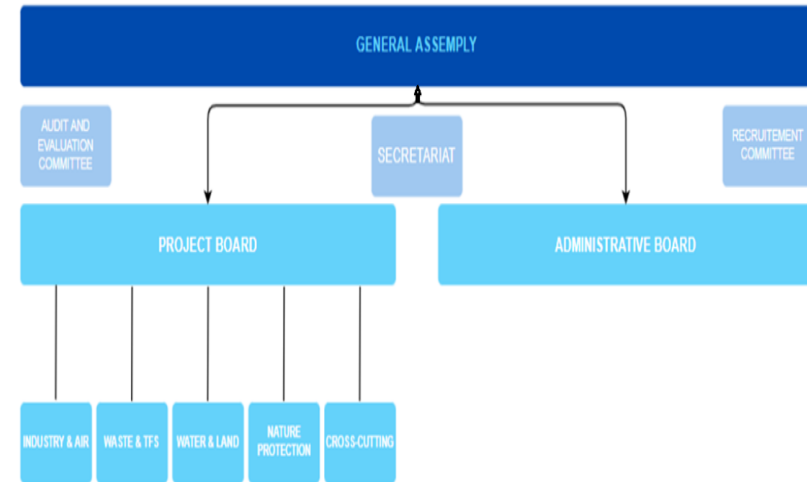 GENERAL ASSEMPLY
AUDIT AND
EVALUATION
COMMITTEE
SECRETARIAT
RECRUITEMENT
COMMITTEE
PROJECT BOARD
ADMINISTRATIVE BOARD
INDUSTRY & AIR
WASTE & TFS
WATER & LAND
NATURE
PROTECTION
CROSS-CUTTING